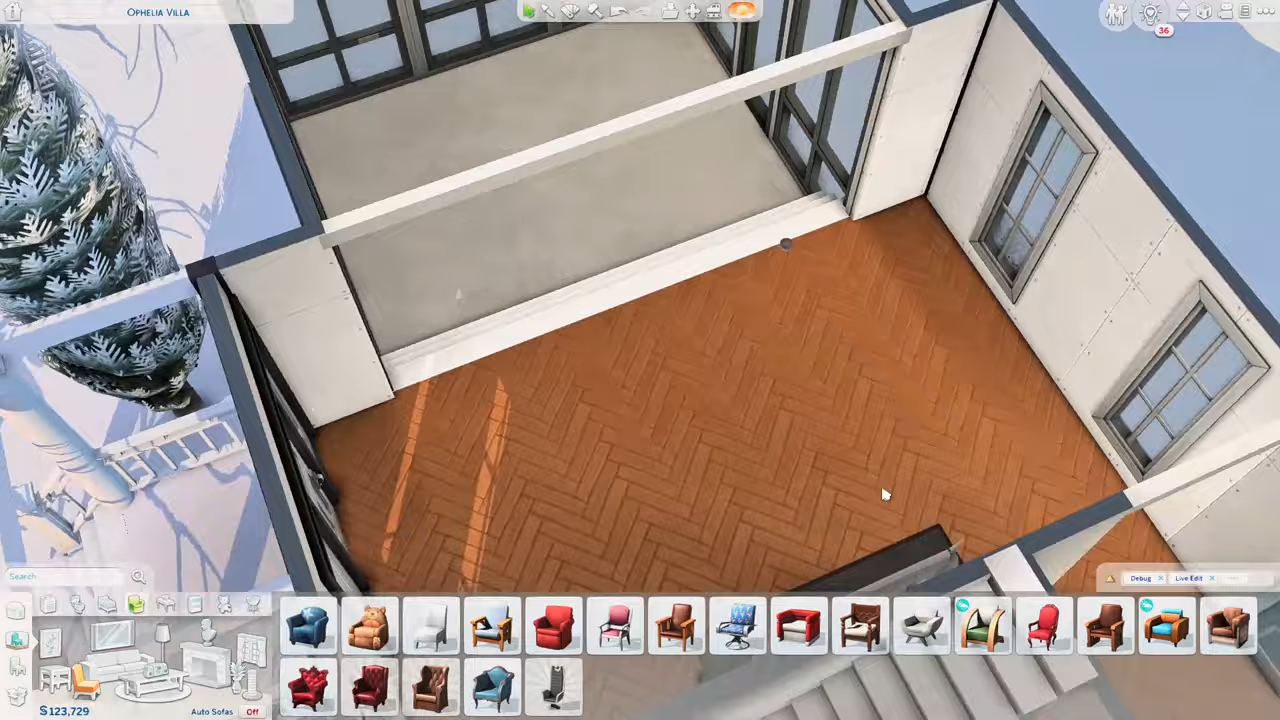 OPHELIA VILLA
36
Search
Debug
Live Edit
$123,729
Auto Sofas
Off